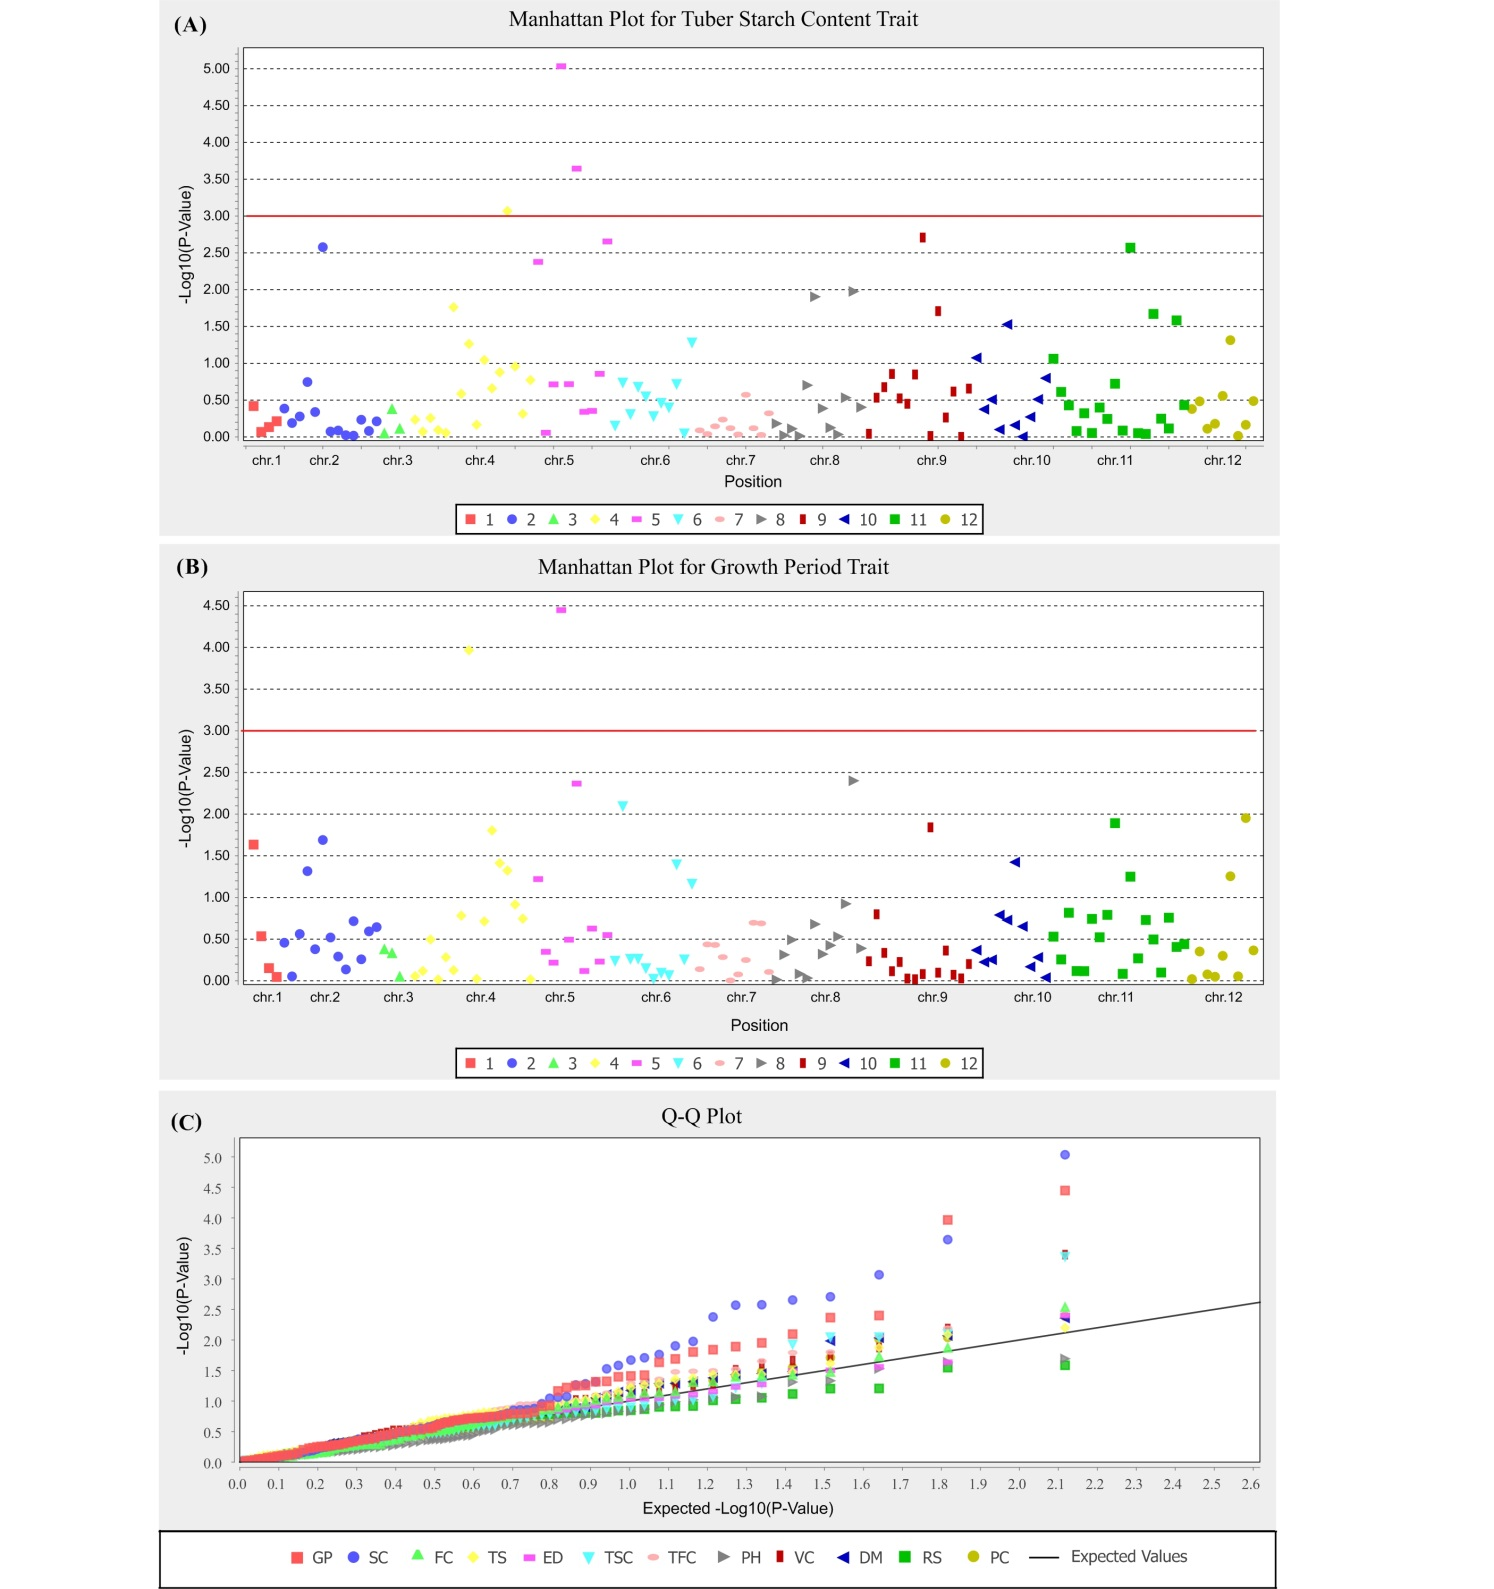 (A) Manhattan Plot for Tuber Starch Content Trait
5.00
4.50
4.00
3.50
3.00
2.50
2.00
1.50
1.00
0.50
0.00
-Log10(P-Value)
chr.1 chr.2 chr.3 chr.4 chr.5 chr.6 chr.7 chr.8 chr.9 chr.10 chr.11 chr.12
Position
1 2 3 4 5 6 7 8 9 10 11 12
(B) Manhattan Plot for Growth Period Trait
4.50
4.00
3.50
3.00
2.50
2.00
1.50
1.00
0.50
0.00
-Log10(P-Value)
chr.1 chr.2 chr.3 chr.4 chr.5 chr.6 chr.7 chr.8 chr.9 chr.10 chr.11 chr.12
Position
1 2 3 4 5 6 7 8 9 10 11 12
(C) Q-Q Plot
5.0
4.5
4.0
3.5
3.0
2.5
2.0
1.5
1.0
0.5
0.0
-Log10(P-Value)
0.0 0.1 0.2 0.3 0.4 0.5 0.6 0.7 0.8 0.9 1.0 1.1 1.2 1.3 1.4 1.5 1.6 1.7 1.8 1.9 2.0 2.1 2.2 2.3 2.4 2.5 2.6
Expected -Log10(P-Value)
GP SC FC TS ED TSC TFC PH VC DM RS PC Expected Values